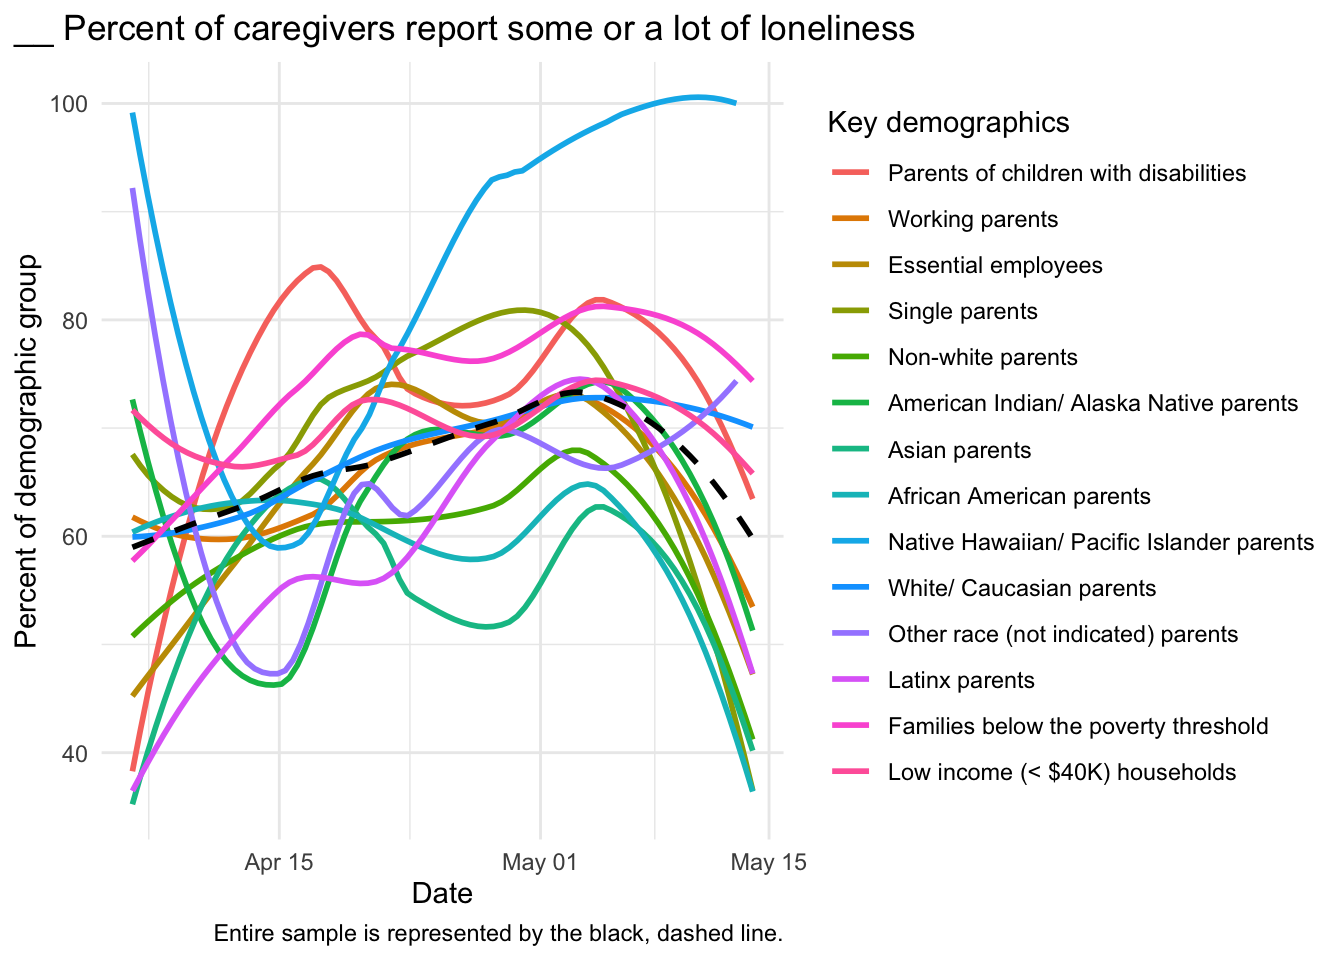 __ Percent of caregivers report some or a lot of loneliness
Percent of demographic group
100
80
60
40
Apr 15
May 01
May 15
Date
Entire sample is represented by the black, dashed line.
Key demographics
Parents of children with disabilities
Working parents
Essential employees
Single parents
Non-white parents
American Indian/ Alaska Native parents
Asian parents
African American parents
Native Hawaiian/ Pacific Islander parents
White/ Caucasian parents
Other race (not indicated) parents
Latinx parents
Families below the poverty threshold
Low income (< $40K) households